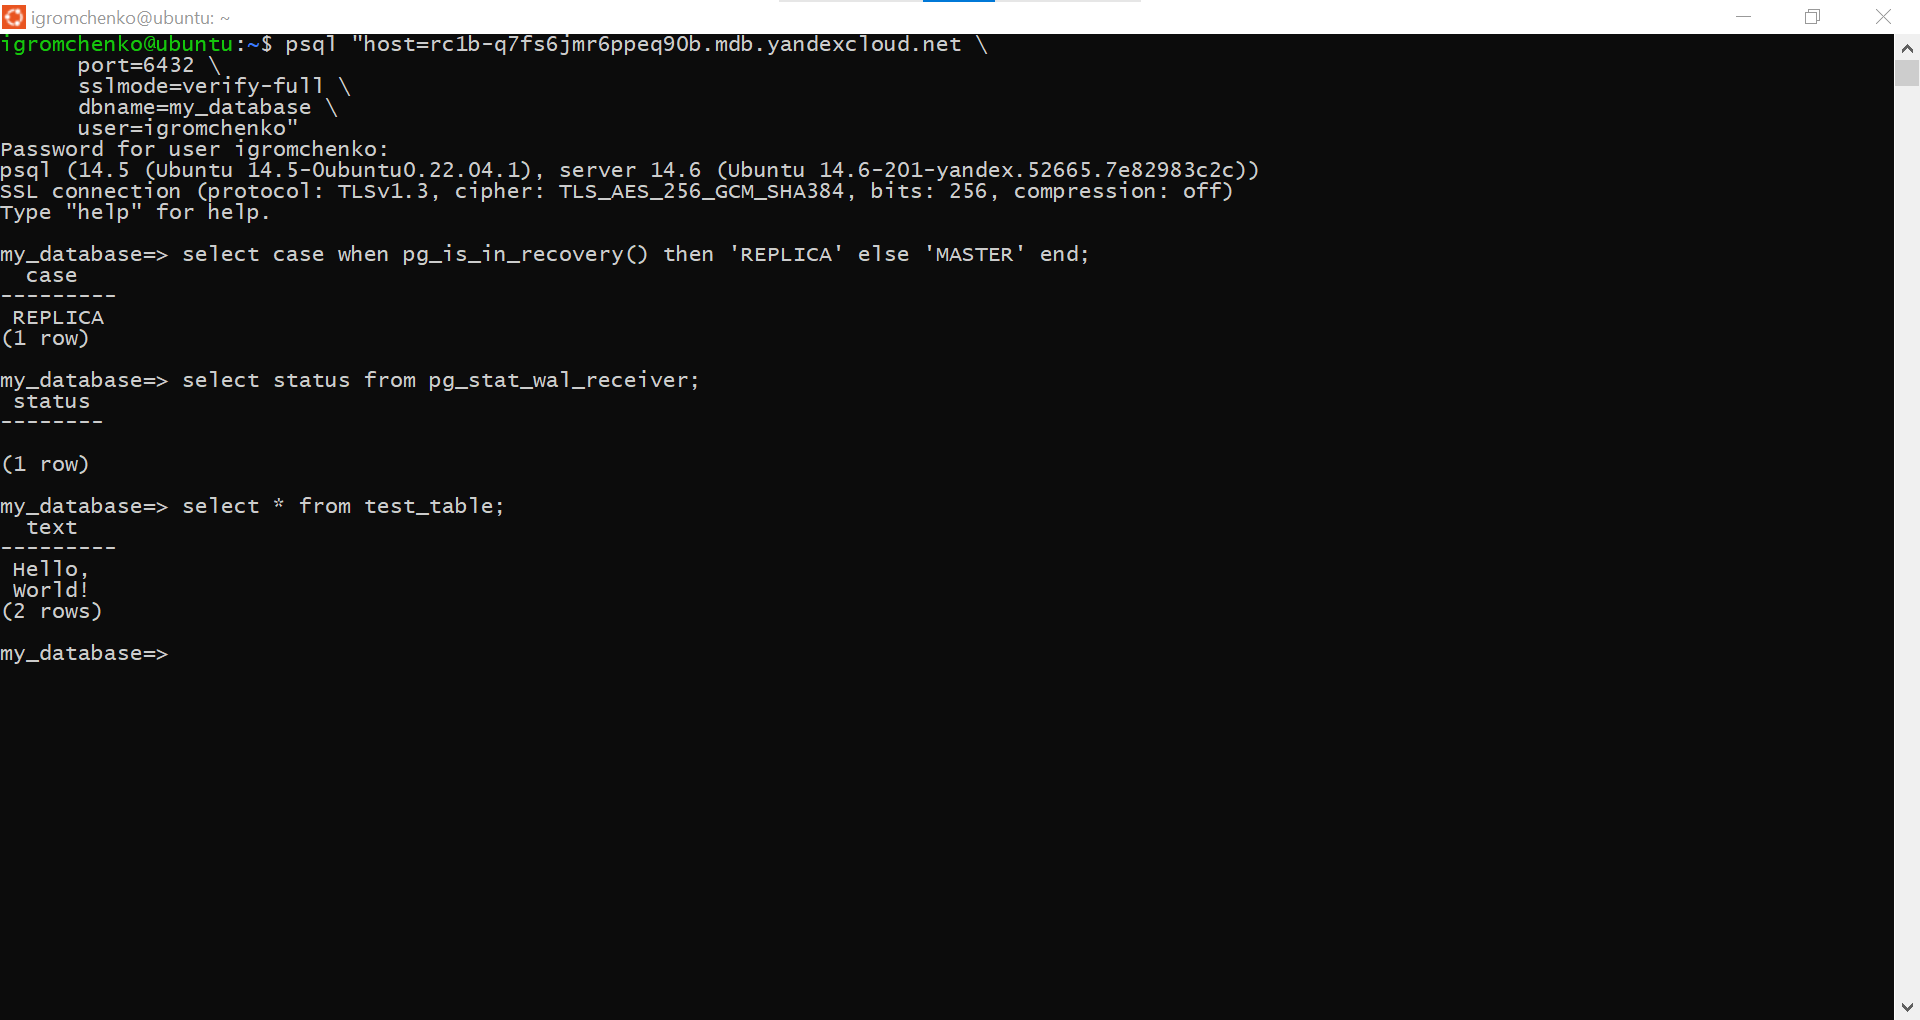 igromchenko@ubuntu: ~
igromchenko@ubuntu:~$ psql "host=rc1b-q7fs6jmr6ppeq90b.mdb.yandexcloud.net \
port=6432 \
sslmode=verify-full \
dbname=my_database \
user=igromchenko"
Password for user igromchenko:
psql (14.5 (Ubuntu 14.5-0ubuntu0.22.04.1), server 14.6 (Ubuntu 14.6-201-yandex.52665.7e82983c2c))
SSL connection (protocol: TLSv1.3, cipher: TLS_AES_256_GCM_SHA384, bits: 256, compression: off)
Type "help" for help.
my_database=> select case when pg_is_in_recovery() then 'REPLICA' else 'MASTER' end;
case
---------
REPLICA
(1 row)
my_database=> select status from pg_stat_wal_receiver;
status
--------
(1 row)
my_database=> select * from test_table;
text
---------
Hello,
World!
(2 rows)
my_database=>